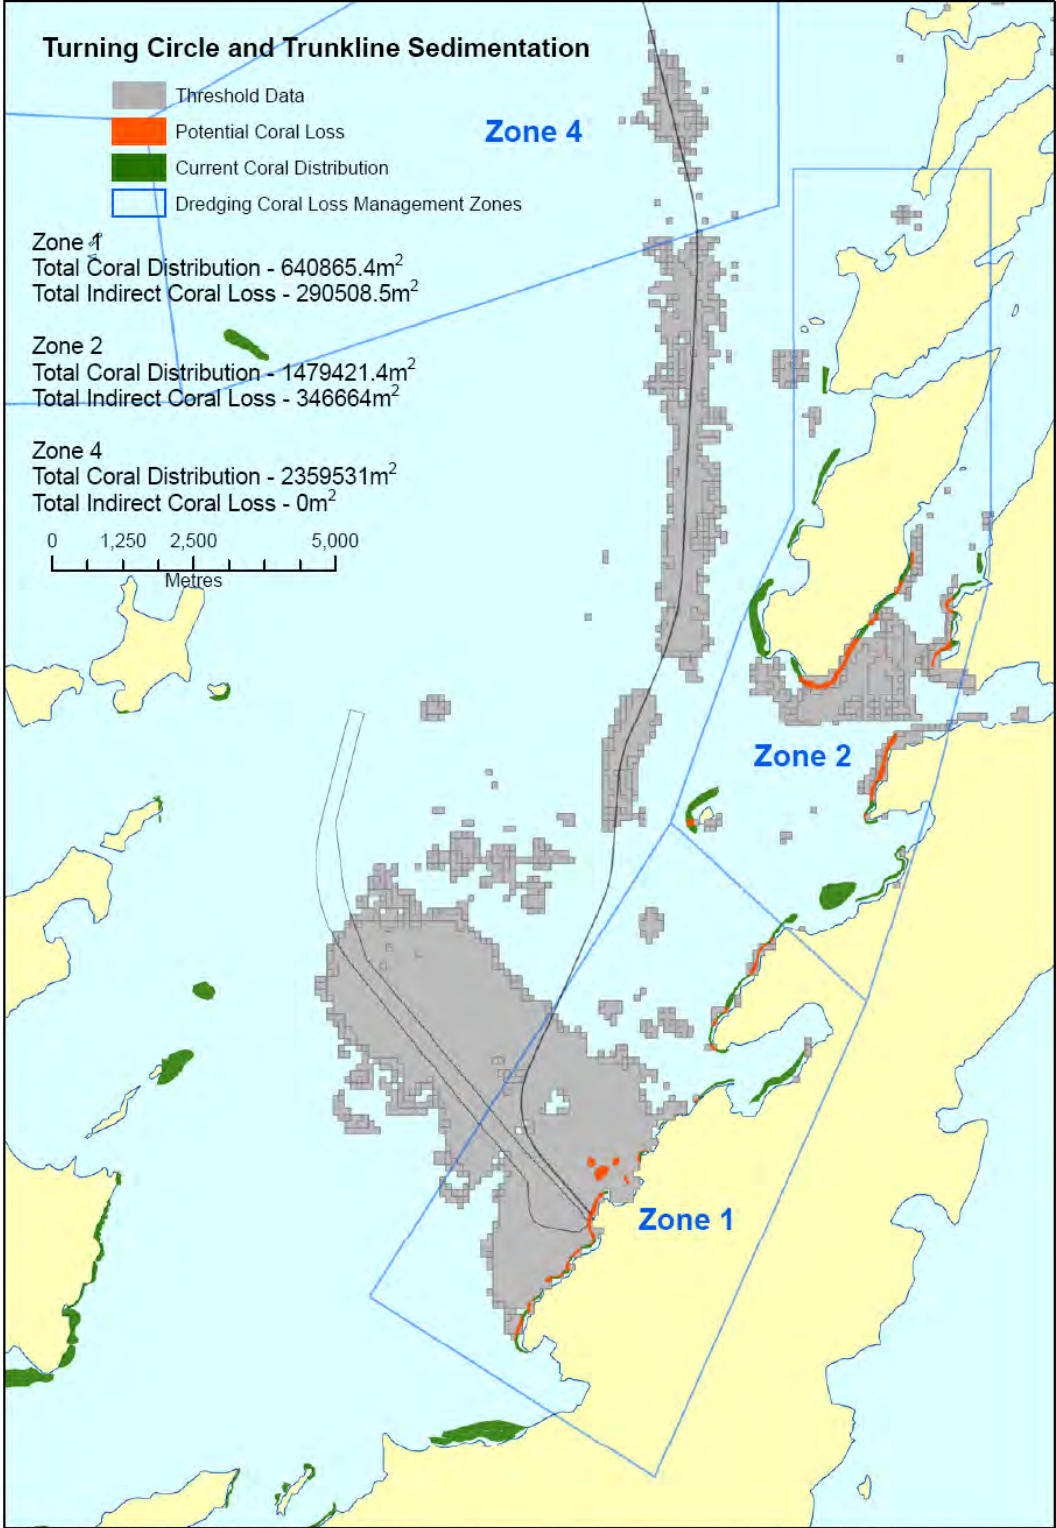 Turning Circle and Trunkline Sedimentation
Threshold Data
Potential Coral Loss
Current Coral Distribution
Dredging Coral Loss Management Zones
Zone 4
Zone 1
Total Coral Distribution - 640865.4m²
Total Indirect Coral Loss - 290508.5m²
Zone 2
Total Coral Distribution - 1479421.4m²
Total Indirect Coral Loss - 346664m²
Zone 4
Total Coral Distribution - 2359531m²
Total Indirect Coral Loss - 0m²
0 1,250 2,500 5,000
Metres
Zone 2
Zone 1